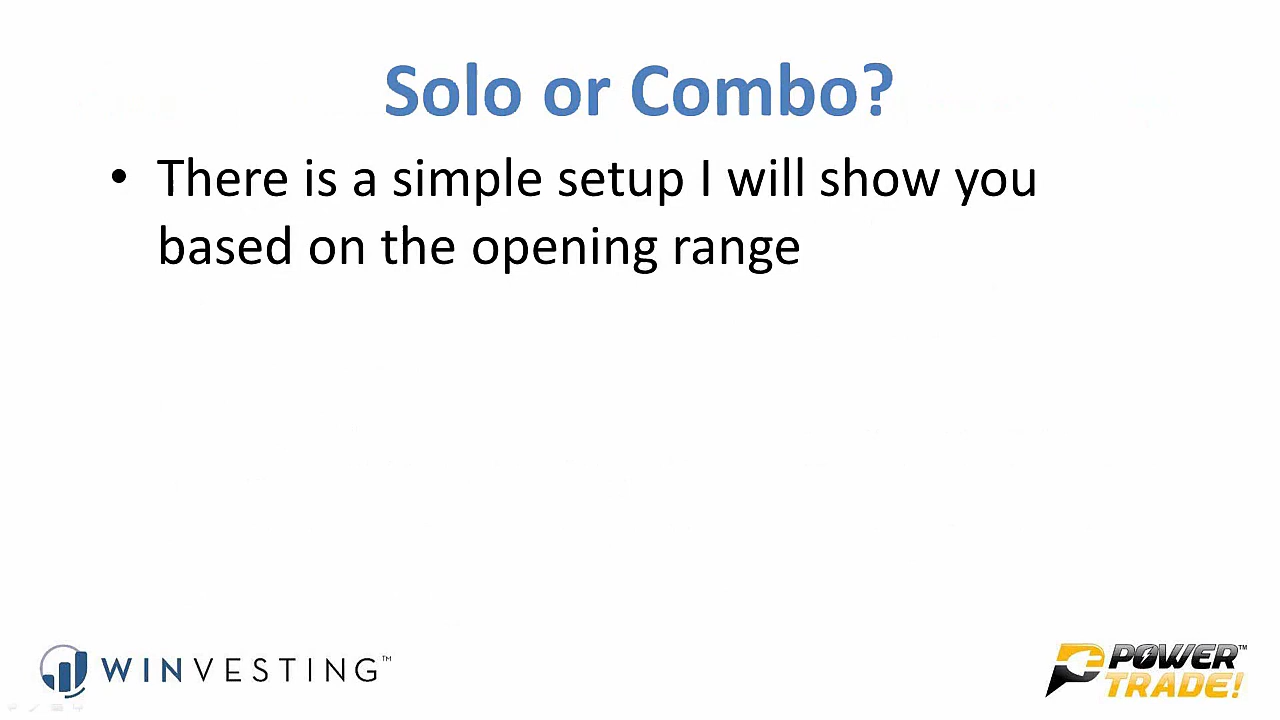 Solo or Combo?
• There is a simple setup I will show you
based on the opening range
WINVESTING™
POWER™
TRADE!